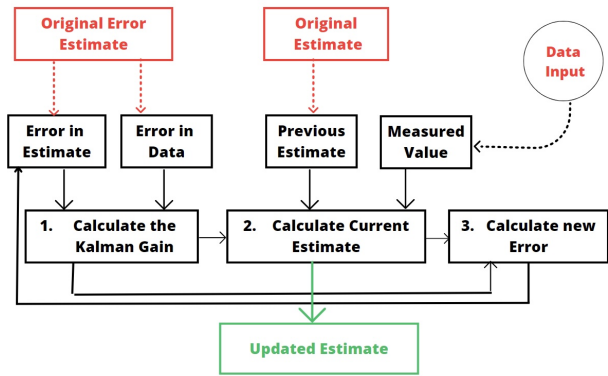 Original Error
Estimate
Original
Estimate
Data
Input
Error in
Estimate
Error in
Data
Previous
Estimate
Measured
Value
1. Calculate the
Kalman Gain
2. Calculate Current
Estimate
3. Calculate new
Error
Updated Estimate